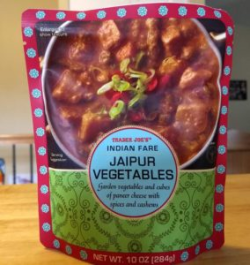 TRADER JOE'S
INDIAN FARE
JAIPUR
VEGETABLES
Garden vegetables and cubes
of paneer cheese with
spices and cashews
NET WT. 10 OZ (284g)